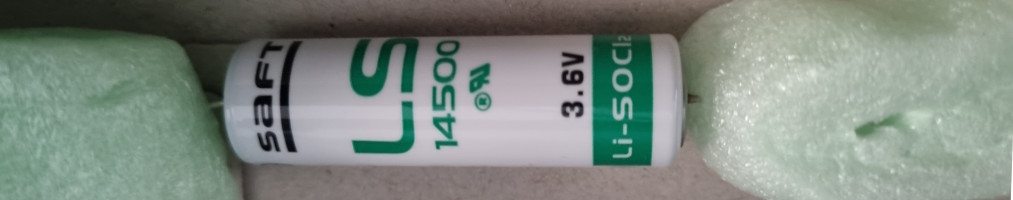 saft
LS
14500
®
3.6V
Li-SOCl2